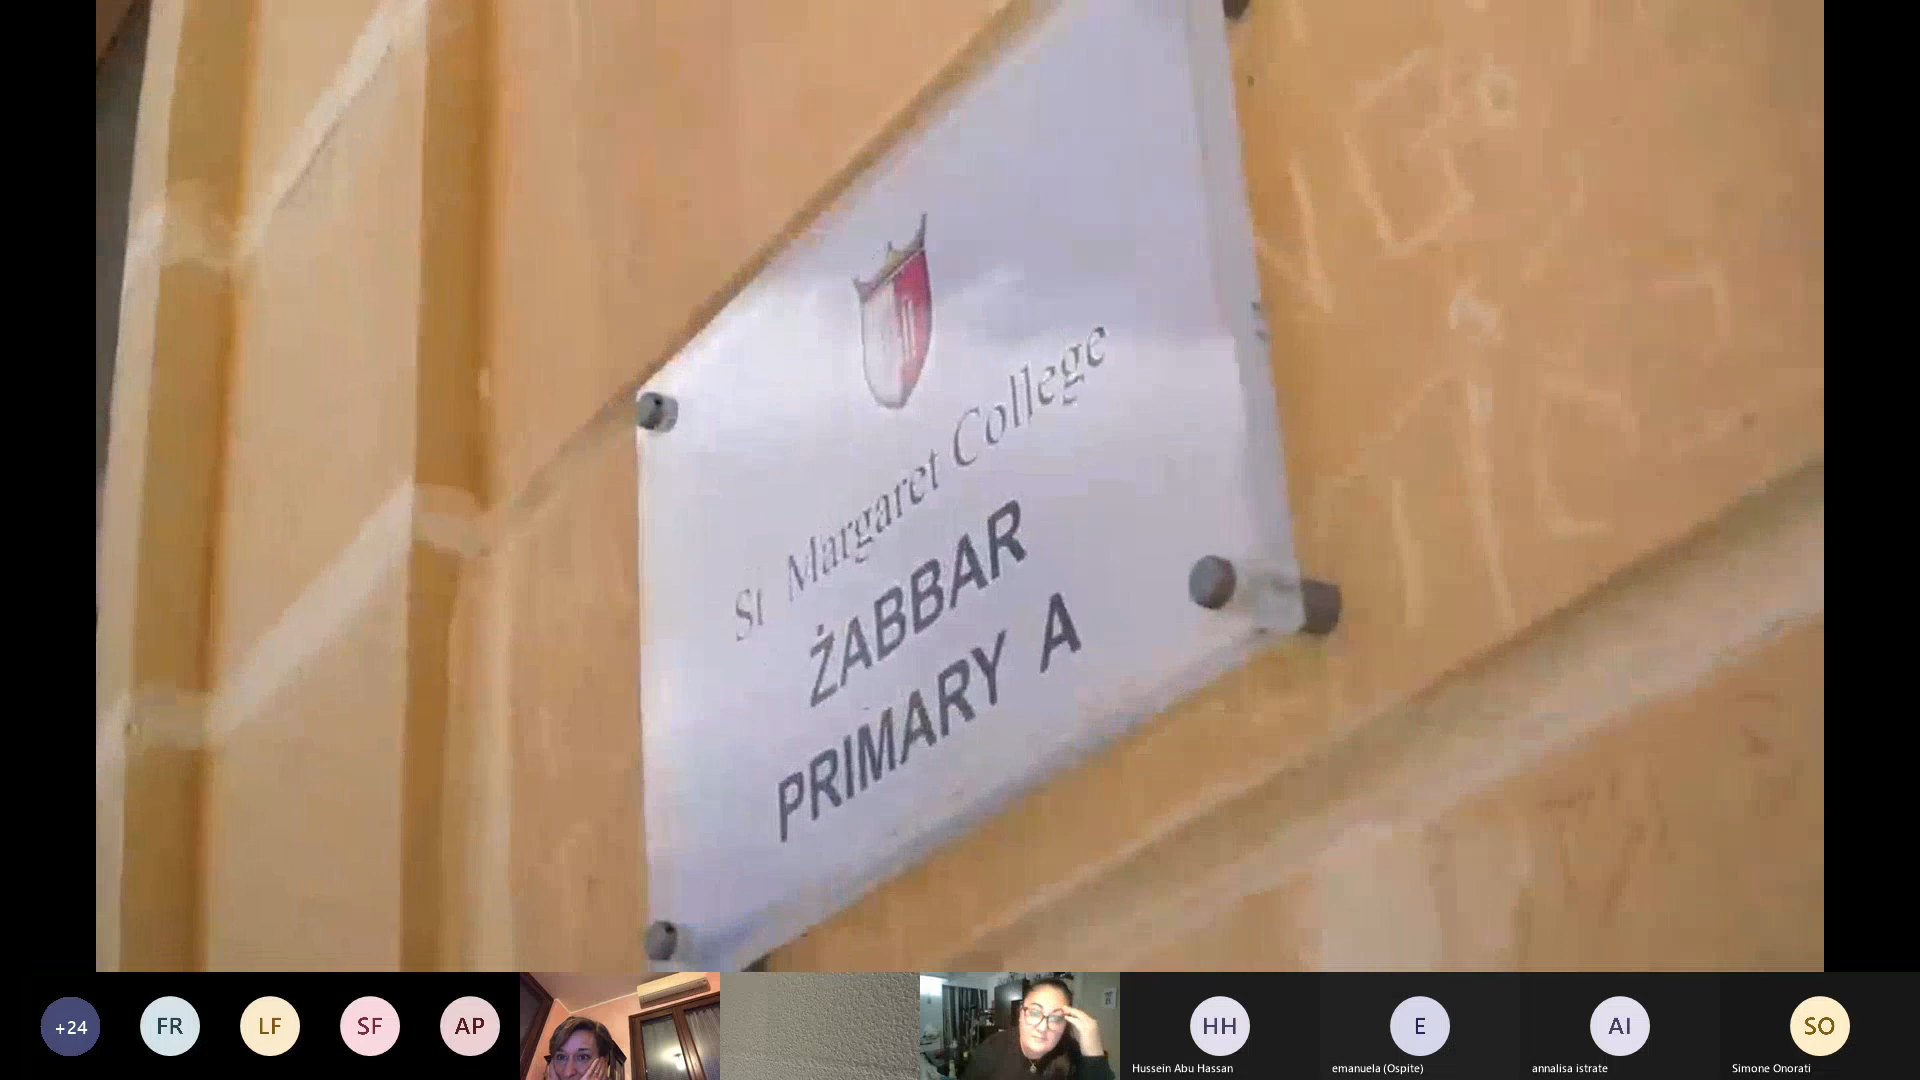 St Margaret College
ŻABBAR
PRIMARY A
+24
FR
LF
SF
AP
HH
E
AI
SO
Hussein Abu Hassan
emanuela (Ospite)
annalisa istrate
Simone Onorati